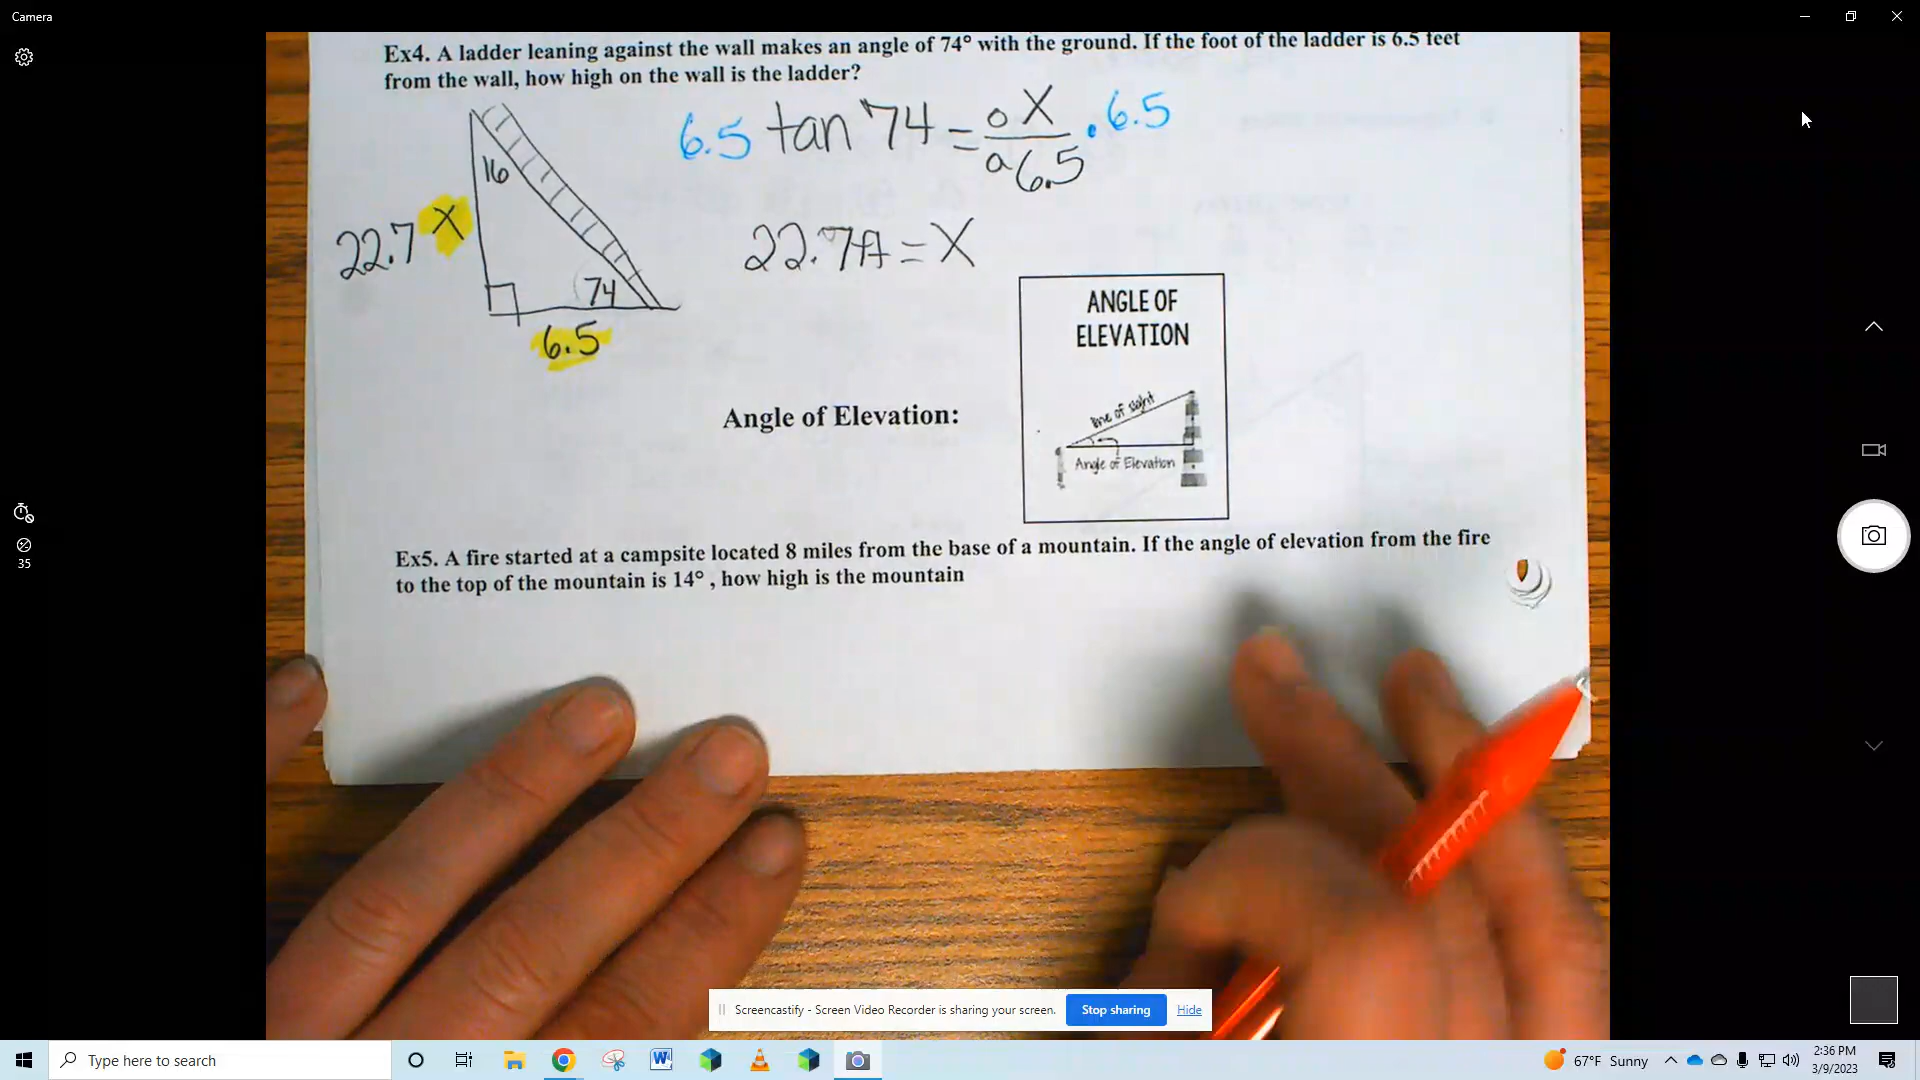 Camera
Ex4. A ladder leaning against the wall makes an angle of 74° with the ground. If the foot of the ladder is 6.5 feet
from the wall, how high on the wall is the ladder?
6.5 tan 74 = o X / a 6.5 · 6.5
16
22.7 X
22.7ft = X
74
6.5
ANGLE OF
ELEVATION
line of sight
Angle of Elevation
Angle of Elevation:
Ex5. A fire started at a campsite located 8 miles from the base of a mountain. If the angle of elevation from the fire
to the top of the mountain is 14° , how high is the mountain
35
Screencastify - Screen Video Recorder is sharing your screen.
Stop sharing
Hide
Type here to search
67°F Sunny
2:36 PM
3/9/2023